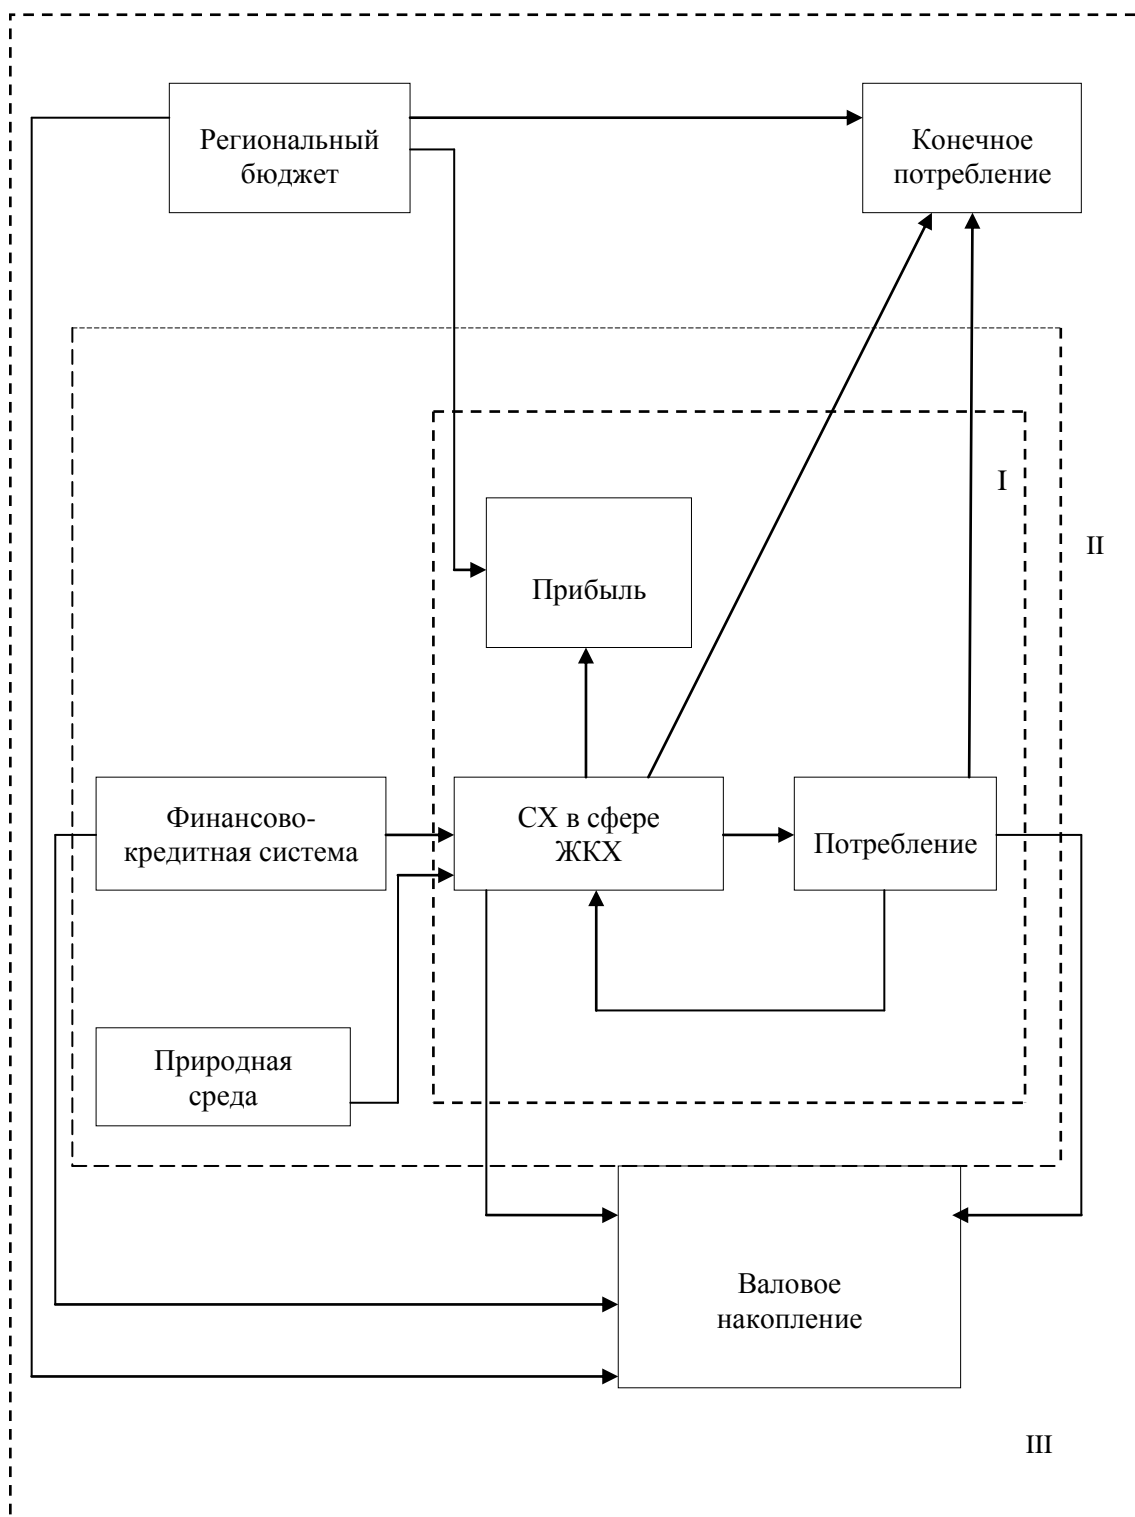 Региональный
бюджет
Конечное
потребление
I
II
Прибыль
Финансово-
кредитная система
СХ в сфере
ЖКХ
Потребление
Природная
среда
Валовое
накопление
III